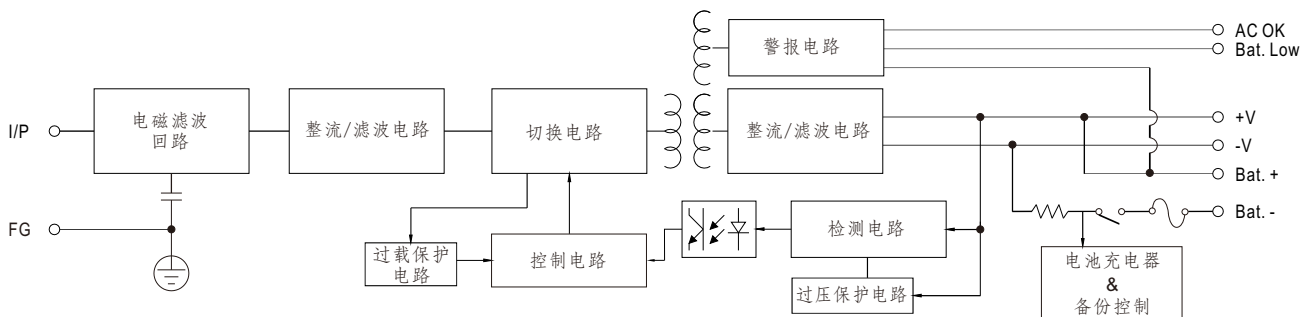 警报电路
AC OK
Bat. Low
I/P
电磁滤波
回路
整流/滤波电路
切换电路
整流/滤波电路
+V
-V
Bat. +
Bat. -
FG
过载保护
电路
控制电路
检测电路
过压保护电路
电池充电器
&
备份控制